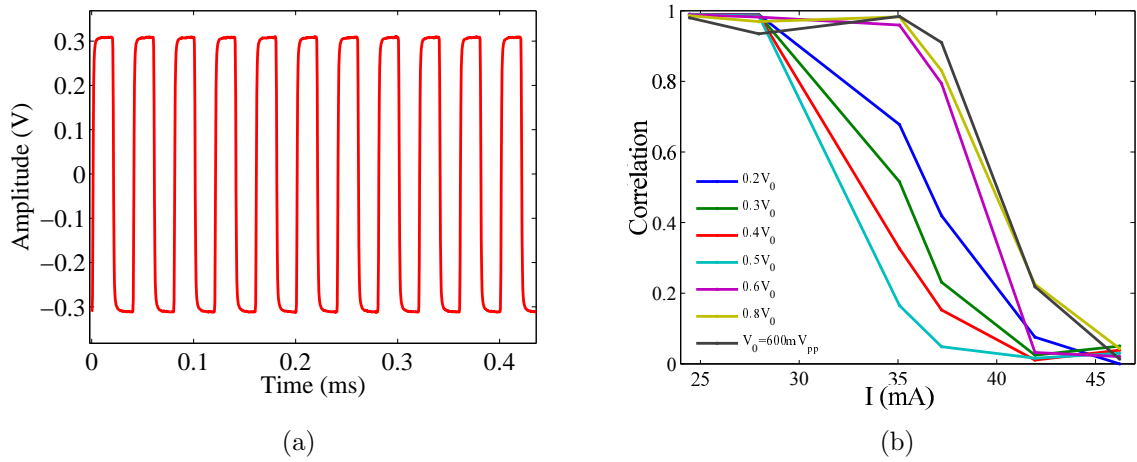 0.3
0.1
0
−0.1
−0.2
−0.3
Amplitude (V)
0 0.1 0.2 0.3 0.4
Time (ms)
(a)
1
0.8
0.6
0.4
0.2
0
Correlation
0.2V0
0.3V0
0.4V0
0.5V0
0.6V0
0.8V0
V0=600mVpp
25 30 35 40 45
I (mA)
(b)